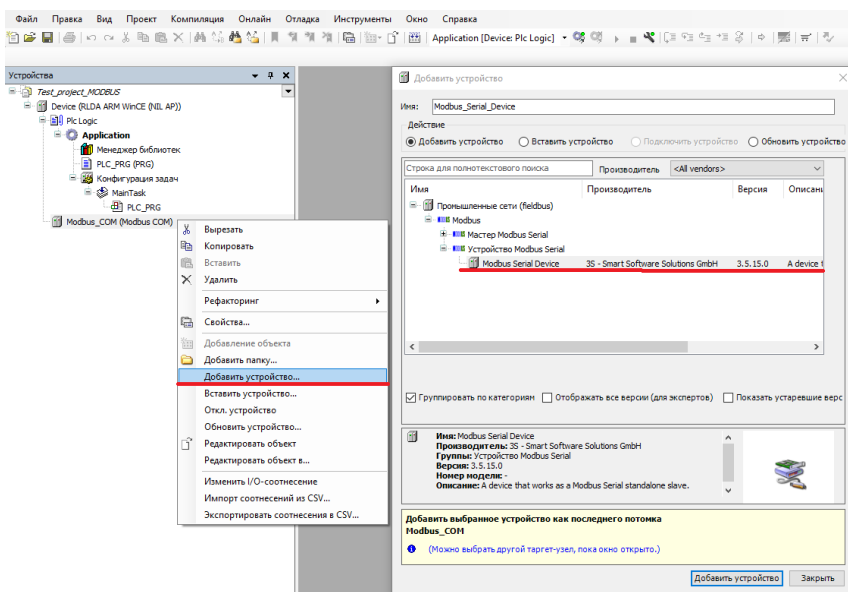 Файл Правка Вид Проект Компиляция Онлайн Отладка Инструменты Окно Справка
Application [Device: Plc Logic]
Устройства
Test_project_MODBUS
Device (RLDA ARM WinCE (NIL AP))
Plc Logic
Application
Менеджер библиотек
PLC_PRG (PRG)
Конфигурация задач
MainTask
PLC_PRG
Modbus_COM (Modbus COM)
Вырезать
Копировать
Вставить
Удалить
Рефакторинг
Свойства...
Добавление объекта
Добавить папку...
Добавить устройство...
Вставить устройство...
Откл. устройство
Обновить устройство...
Редактировать объект
Редактировать объект в...
Изменить I/O-соотнесение
Импорт соотнесений из CSV...
Экспортировать соотнесения в CSV...
Добавить устройство
Имя: Modbus_Serial_Device
Действие
Добавить устройство Вставить устройство Подключить устройство Обновить устройство
Строка для полнотекстового поиска Производитель <All vendors>
Имя Производитель Версия Описани
Промышленные сети (fieldbus)
Modbus
Мастер Modbus Serial
Устройство Modbus Serial
Modbus Serial Device 3S - Smart Software Solutions GmbH 3.5.15.0 A device t
Группировать по категориям Отображать все версии (для экспертов) Показать устаревшие верс
Имя: Modbus Serial Device
Производитель: 3S - Smart Software Solutions GmbH
Группы: Устройство Modbus Serial
Версия: 3.5.15.0
Номер модели: -
Описание: A device that works as a Modbus Serial standalone slave.
Добавить выбранное устройство как последнего потомка
Modbus_COM
(Можно выбрать другой таргет-узел, пока окно открыто.)
Добавить устройство Закрыть